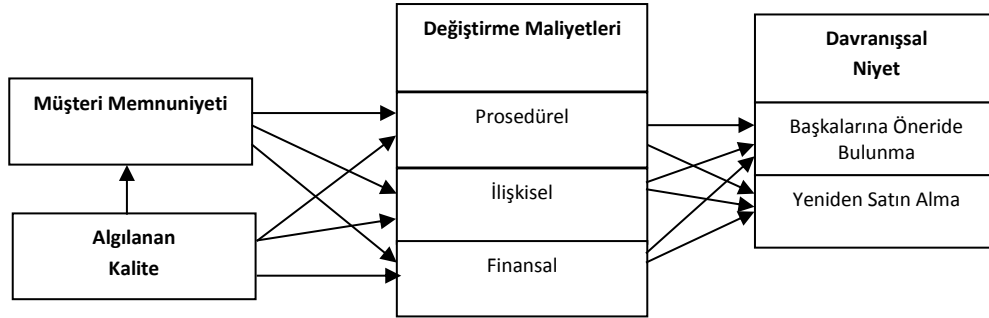 Müşteri Memnuniyeti
Algılanan
Kalite
Değiştirme Maliyetleri
Prosedürel
İlişkisel
Finansal
Davranışsal
Niyet
Başkalarına Öneride
Bulunma
Yeniden Satın Alma